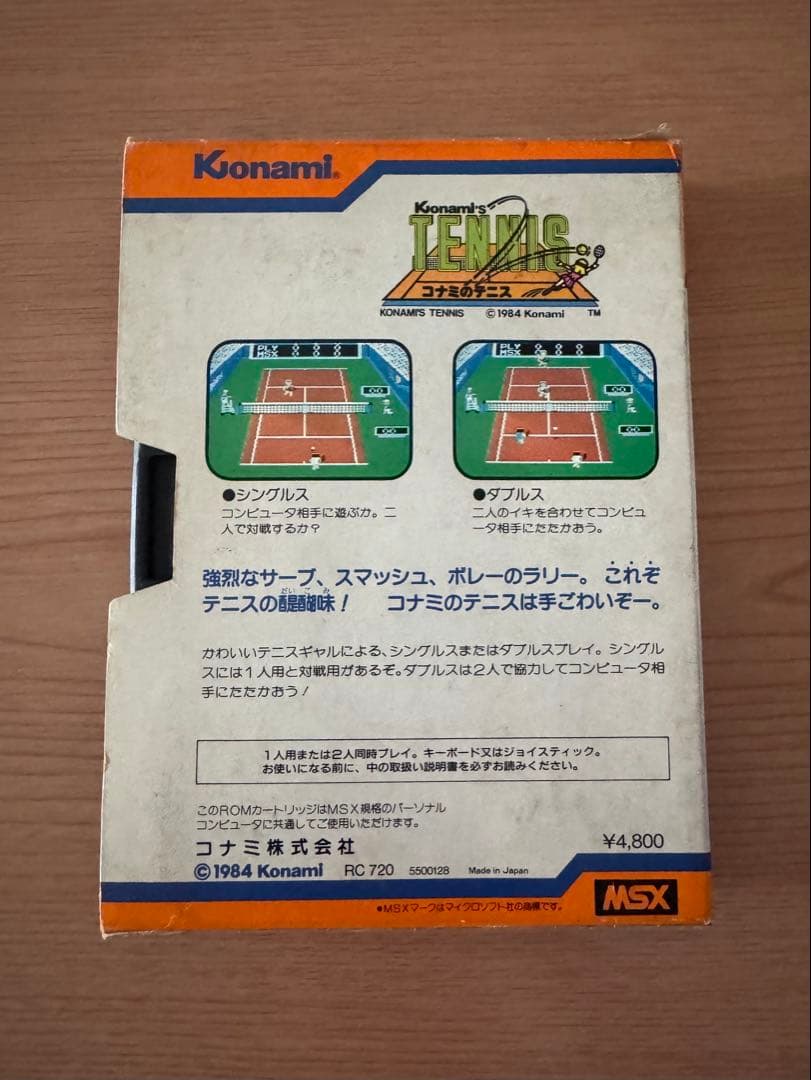 Konami®
Konami's
TENNIS
コナミのテニス
KONAMI'S TENNIS ©1984 Konami ™
PLY 0 0 0
MSX 0 0 0
PLY 0 0 0
MSX 0 0 0
●シングルス
コンピュータ相手に遊ぶか。二
人で対戦するか?
●ダブルス
二人のイキを合わせてコンピュ
ータ相手にたたかおう。
強烈なサーブ、スマッシュ、ボレーのラリー。これぞ
だいごみ
テニスの醍醐味! コナミのテニスは手ごわいぞー。
かわいいテニスギャルによる、シングルスまたはダブルスプレイ。シングル
スには1人用と対戦用があるぞ。ダブルスは2人で協力してコンピュータ相
手にたたかおう!
1人用または2人同時プレイ。キーボード又はジョイスティック。
お使いになる前に、中の取扱い説明書を必ずお読みください。
このROMカートリッジはMSX規格のパーソナル
コンピュータに共通してご使用いただけます。
コナミ株式会社
¥4,800
©1984 Konami RC 720 5500128 Made in Japan
●MSXマークはマイクロソフト社の商標です。
MSX